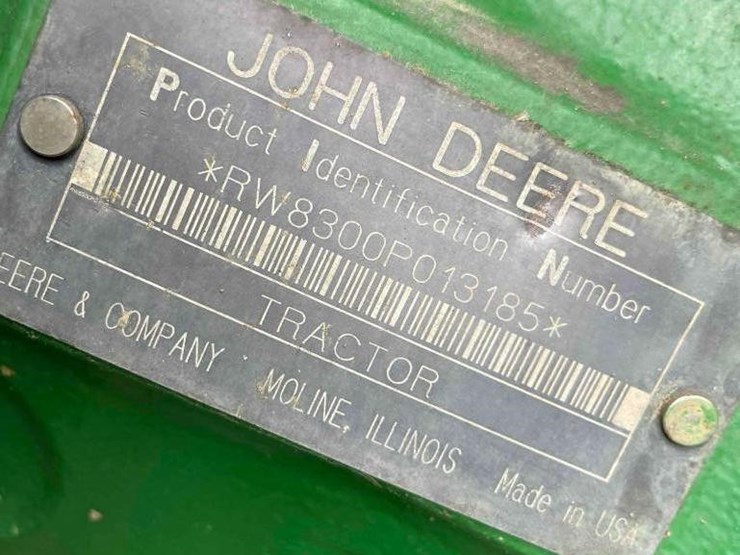 JOHN DEERE
Product Identification Number
*RW8300P013185*
TRACTOR
EERE & COMPANY MOLINE, ILLINOIS Made in USA